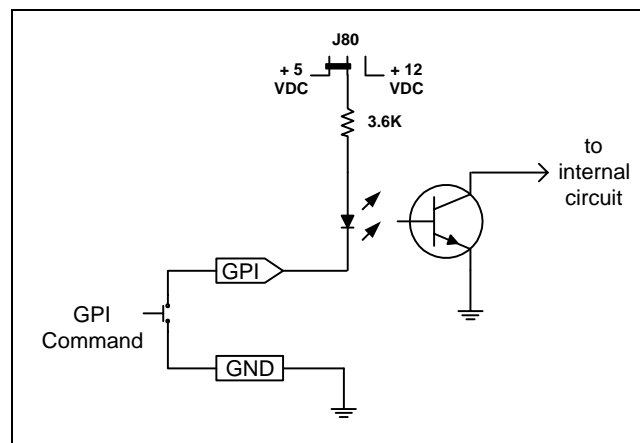 J80
+ 5
VDC
+ 12
VDC
3.6K
to
internal
circuit
GPI
GPI
Command
GND